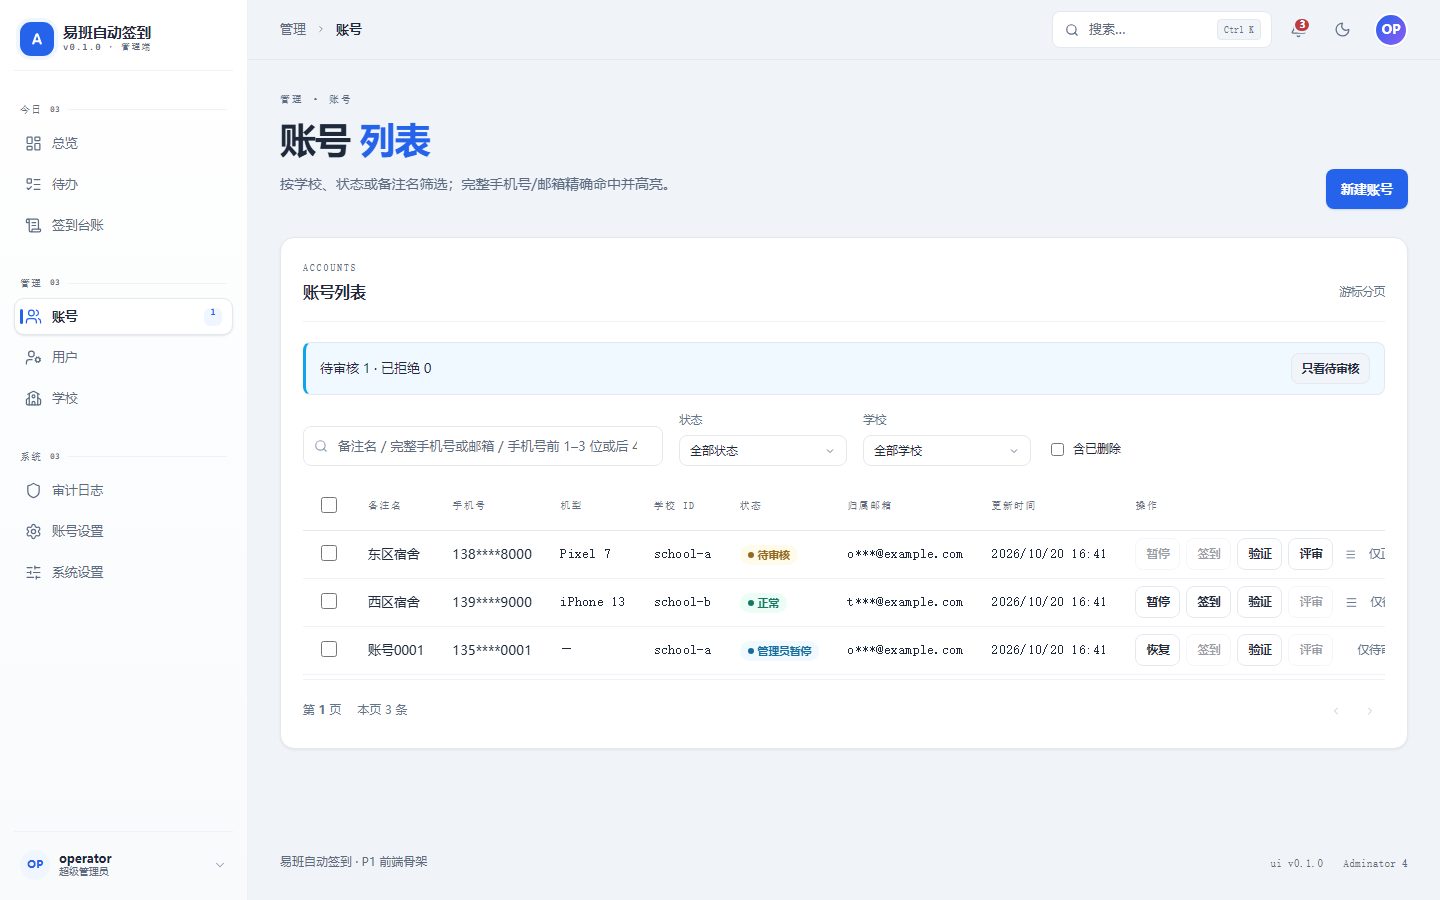 A 易班自动签到
v0.1.0 · 管理端
今日 03
总览
待办
签到台账
管理 03
账号 1
用户
学校
系统 03
审计日志
账号设置
系统设置
OP operator
超级管理员
管理 › 账号
搜索... Ctrl K
3
OP
管理 · 账号
账号 列表
按学校、状态或备注名筛选；完整手机号/邮箱精确命中并高亮。
新建账号
ACCOUNTS
账号列表
游标分页
待审核 1 · 已拒绝 0
只看待审核
状态 学校
备注名 / 完整手机号或邮箱 / 手机号前 1–3 位或后 4 全部状态 全部学校 含已删除
备注名 手机号 机型 学校 ID 状态 归属邮箱 更新时间 操作
东区宿舍 138****8000 Pixel 7 school-a 待审核 o***@example.com 2026/10/20 16:41 暂停 签到 验证 评审 仅正
西区宿舍 139****9000 iPhone 13 school-b 正常 t***@example.com 2026/10/20 16:41 暂停 签到 验证 评审 仅待
账号0001 135****0001 — school-a 管理员暂停 o***@example.com 2026/10/20 16:41 恢复 签到 验证 评审 仅待审
第 1 页 本页 3 条
易班自动签到 · P1 前端骨架
ui v0.1.0 Adminator 4